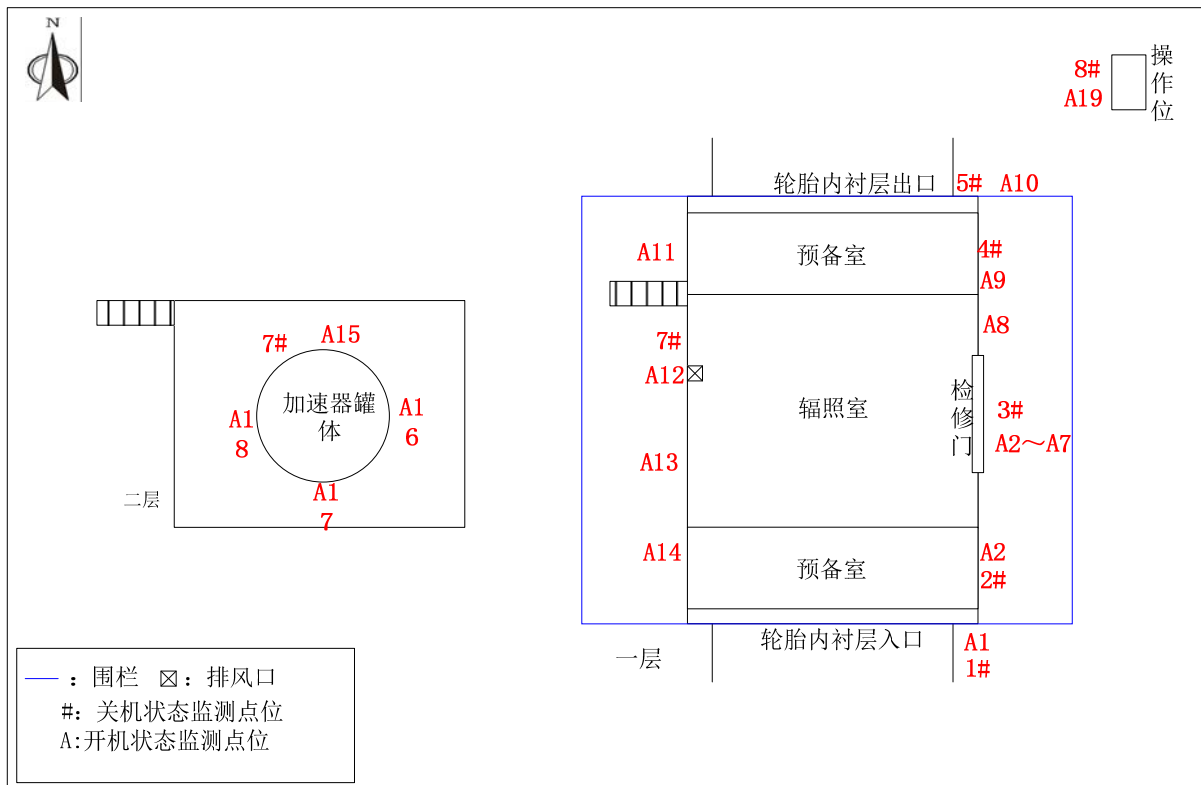 N
8#
A19
操作位
轮胎内衬层出口
5#
A10
A11
预备室
4#
A9
A8
7#
A12
辐照室
检修门
3#
A2～A7
A13
A14
预备室
A2
2#
轮胎内衬层入口
A1
1#
一层
7#
A15
加速器罐
体
A1
8
A1
6
A1
7
二层
：围栏 ：排风口
#：关机状态监测点位
A:开机状态监测点位